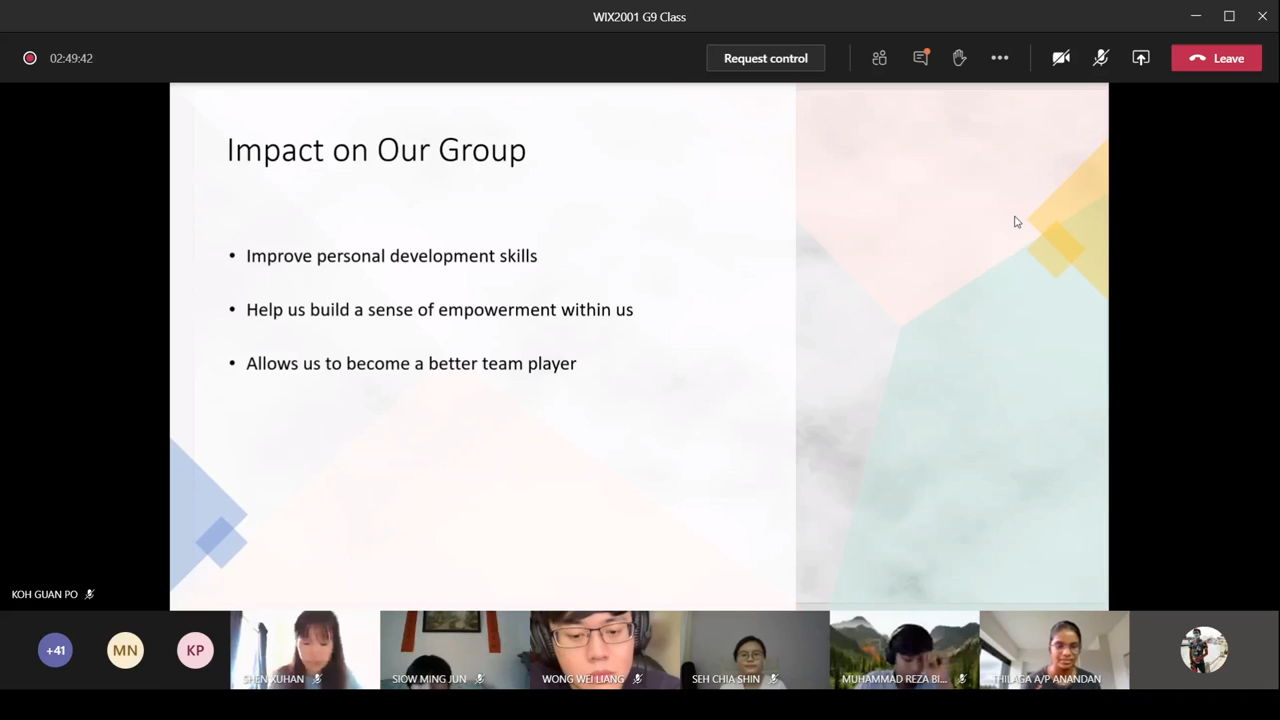 WIX2001 G9 Class
02:49:42
Request control
Leave
Impact on Our Group
• Improve personal development skills
• Help us build a sense of empowerment within us
• Allows us to become a better team player
KOH GUAN PO
+41
MN
KP
SHEN XUHAN
SIOW MING JUN
WONG WEI LIANG
SEH CHIA SHIN
MUHAMMAD REZA BI...
THILAGA A/P ANANDAN